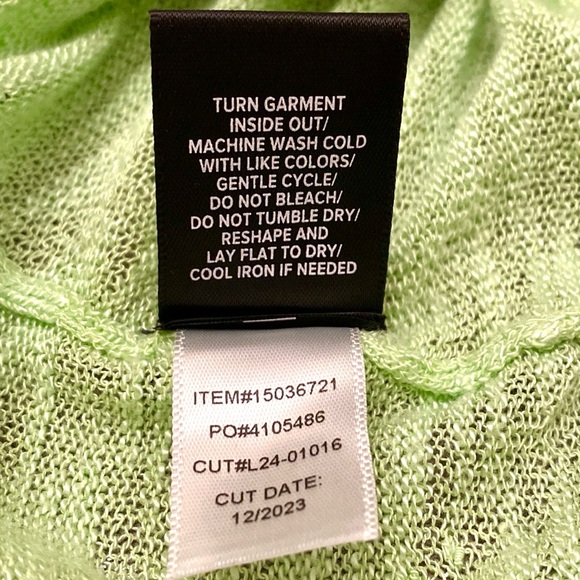 TURN GARMENT
INSIDE OUT/
MACHINE WASH COLD
WITH LIKE COLORS/
GENTLE CYCLE/
DO NOT BLEACH/
DO NOT TUMBLE DRY/
RESHAPE AND
LAY FLAT TO DRY/
COOL IRON IF NEEDED
ITEM#15036721
PO#4105486
CUT#L24-01016
CUT DATE:
12/2023